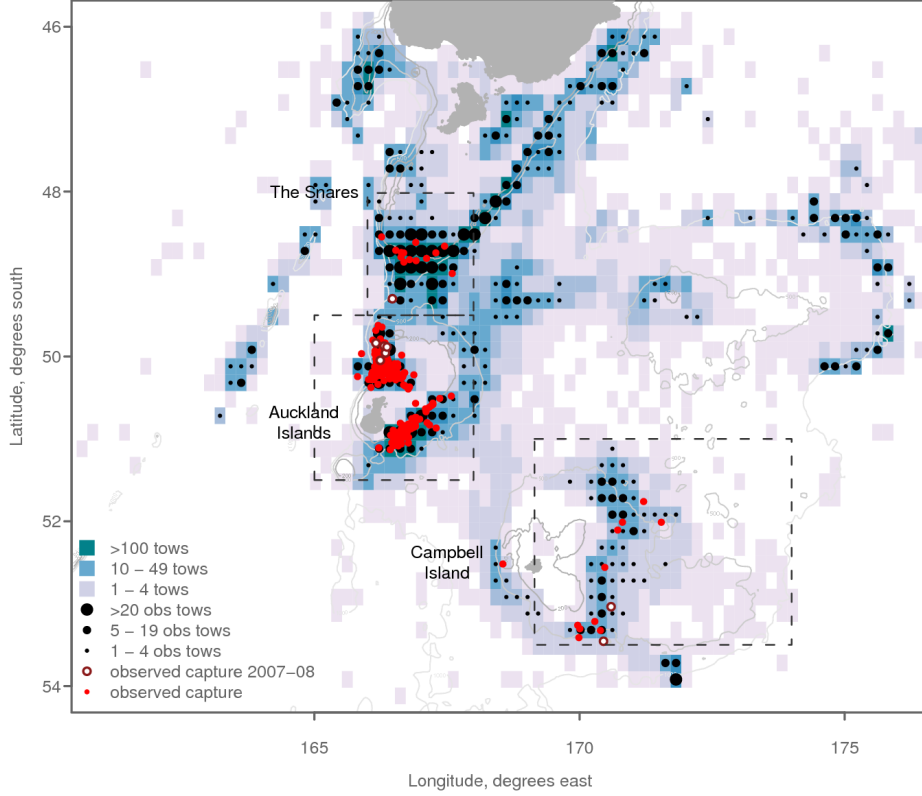 46
48
50
52
54
Latitude, degrees south
The Snares
Auckland
Islands
Campbell
Island
>100 tows
10 − 49 tows
1 − 4 tows
>20 obs tows
5 − 19 obs tows
1 − 4 obs tows
observed capture 2007−08
observed capture
165
170
175
Longitude, degrees east